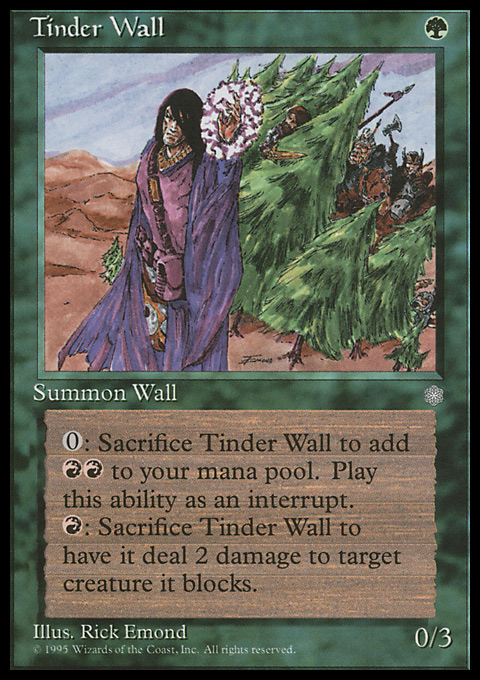 Tinder Wall
Summon Wall
0: Sacrifice Tinder Wall to add
to your mana pool. Play
this ability as an interrupt.
: Sacrifice Tinder Wall to
have it deal 2 damage to target
creature it blocks.
Illus. Rick Emond
0/3
© 1995 Wizards of the Coast, Inc. All rights reserved.